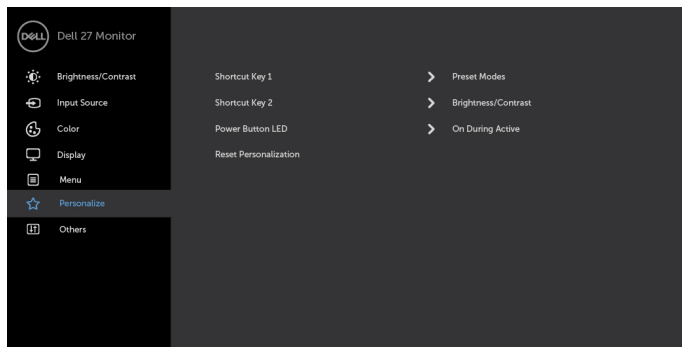 DELL Dell 27 Monitor
Brightness/Contrast
Input Source
Color
Display
Menu
Personalize
Others
Shortcut Key 1 Preset Modes
Shortcut Key 2 Brightness/Contrast
Power Button LED On During Active
Reset Personalization